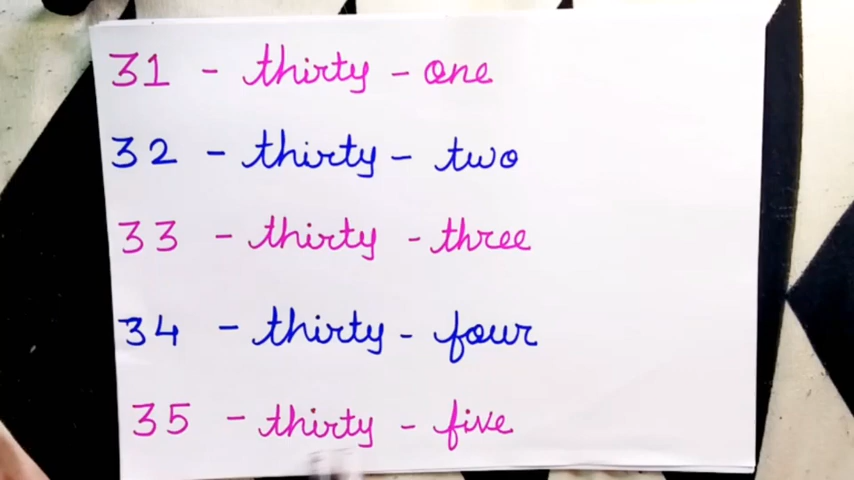 31 - thirty - one
32 - thirty - two
33 - thirty - three
34 - thirty - four
35 - thirty - five